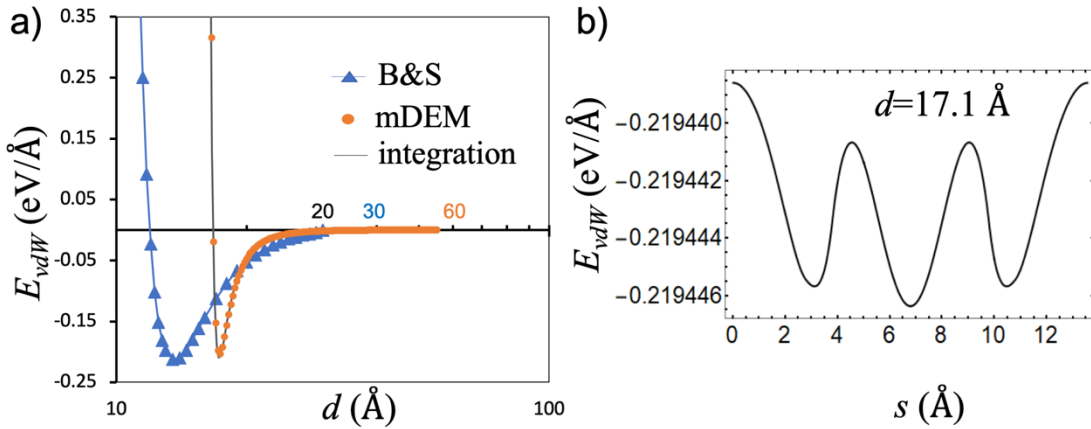 a)
0.35
0.25
0.15
0.05
-0.05
-0.15
-0.25
E_vdW (eV/Å)
B&S
mDEM
integration
20 30 60
10 d (Å) 100
b)
d=17.1 Å
−0.219440
−0.219442
−0.219444
−0.219446
E_vdW (eV/Å)
0 2 4 6 8 10 12
s (Å)